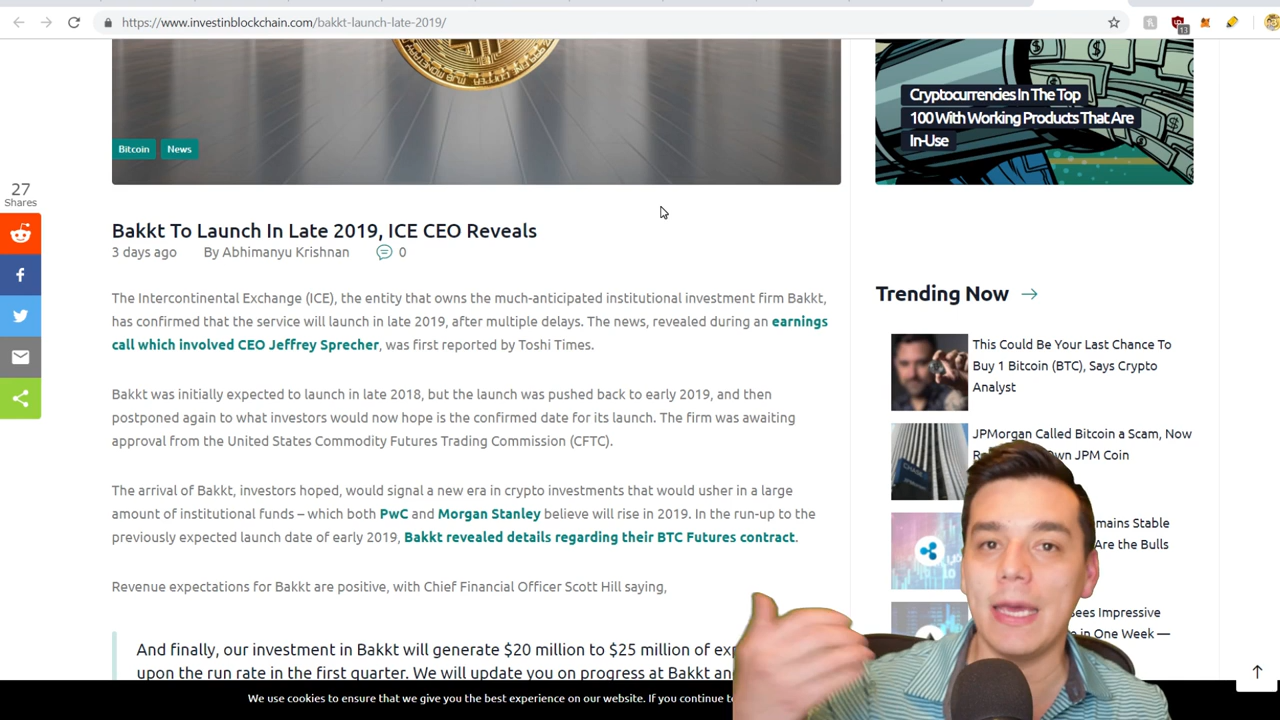 https://www.investinblockchain.com/bakkt-launch-late-2019/
13
Cryptocurrencies In The Top
100 With Working Products That Are
In-Use
Bitcoin
News
27
Shares
Bakkt To Launch In Late 2019, ICE CEO Reveals
3 days ago By Abhimanyu Krishnan 0
The Intercontinental Exchange (ICE), the entity that owns the much-anticipated institutional investment firm Bakkt,
has confirmed that the service will launch in late 2019, after multiple delays. The news, revealed during an earnings
call which involved CEO Jeffrey Sprecher, was first reported by Toshi Times.
Bakkt was initially expected to launch in late 2018, but the launch was pushed back to early 2019, and then
postponed again to what investors would now hope is the confirmed date for its launch. The firm was awaiting
approval from the United States Commodity Futures Trading Commission (CFTC).
The arrival of Bakkt, investors hoped, would signal a new era in crypto investments that would usher in a large
amount of institutional funds – which both PwC and Morgan Stanley believe will rise in 2019. In the run-up to the
previously expected launch date of early 2019, Bakkt revealed details regarding their BTC Futures contract.
Revenue expectations for Bakkt are positive, with Chief Financial Officer Scott Hill saying,
And finally, our investment in Bakkt will generate $20 million to $25 million of
upon the run rate in the first quarter. We will update you on progress at Bakkt
We use cookies to ensure that we give you the best experience on our website. If you continue
Trending Now
This Could Be Your Last Chance To
Buy 1 Bitcoin (BTC), Says Crypto
Analyst
JPMorgan Called Bitcoin a Scam, Now
Own JPM Coin
Stable
Are the Bulls
Impressive
in One Week —